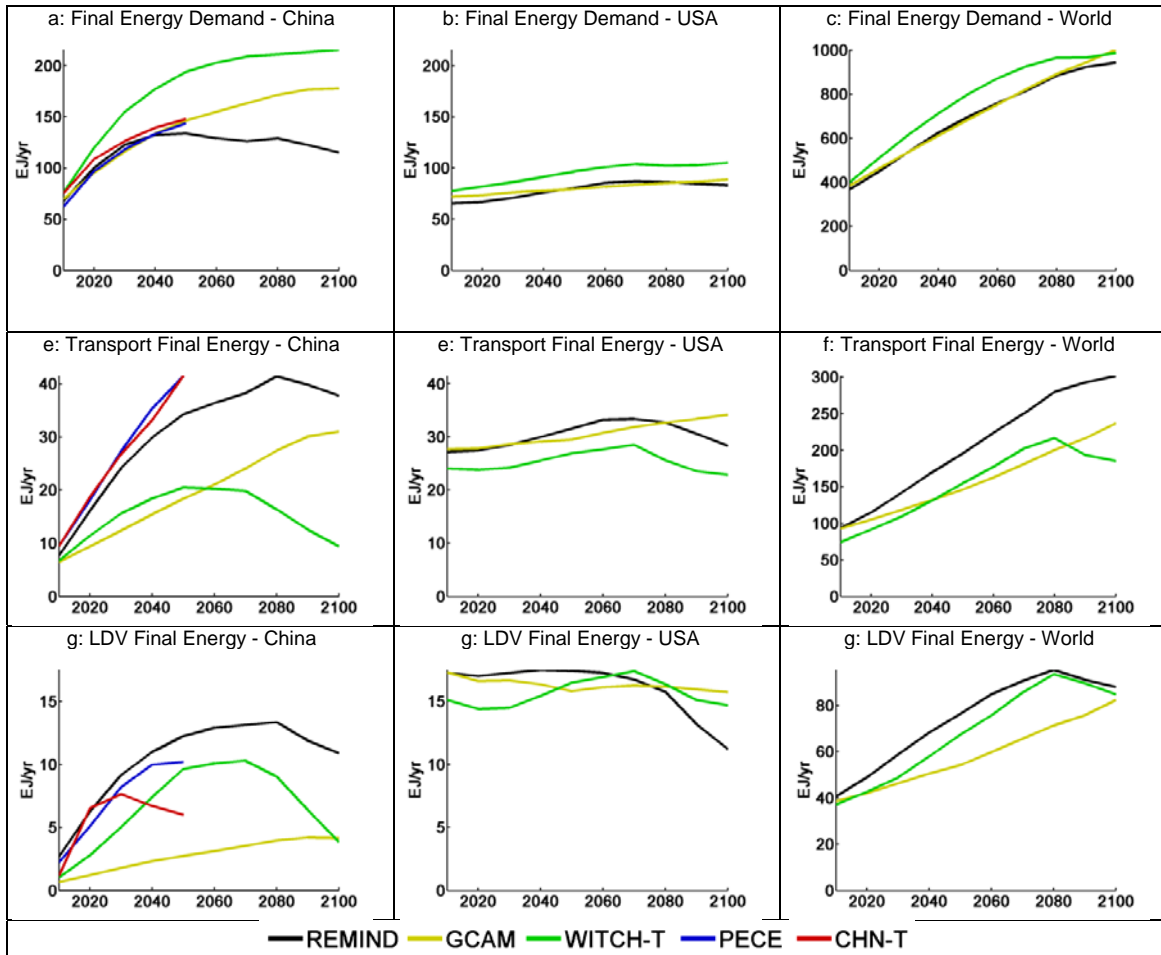 a: Final Energy Demand - China
b: Final Energy Demand - USA
c: Final Energy Demand - World
EJ/yr
200
150
100
50
0
2020 2040 2060 2080 2100
EJ/yr
200
150
100
50
0
2020 2040 2060 2080 2100
EJ/yr
1000
800
600
400
200
0
2020 2040 2060 2080 2100
e: Transport Final Energy - China
e: Transport Final Energy - USA
f: Transport Final Energy - World
EJ/yr
40
30
20
10
0
2020 2040 2060 2080 2100
EJ/yr
40
30
20
10
0
2020 2040 2060 2080 2100
EJ/yr
300
250
200
150
100
50
0
2020 2040 2060 2080 2100
g: LDV Final Energy - China
g: LDV Final Energy - USA
g: LDV Final Energy - World
EJ/yr
15
10
5
0
2020 2040 2060 2080 2100
EJ/yr
15
10
5
0
2020 2040 2060 2080 2100
EJ/yr
80
60
40
20
0
2020 2040 2060 2080 2100
REMIND GCAM WITCH-T PECE CHN-T